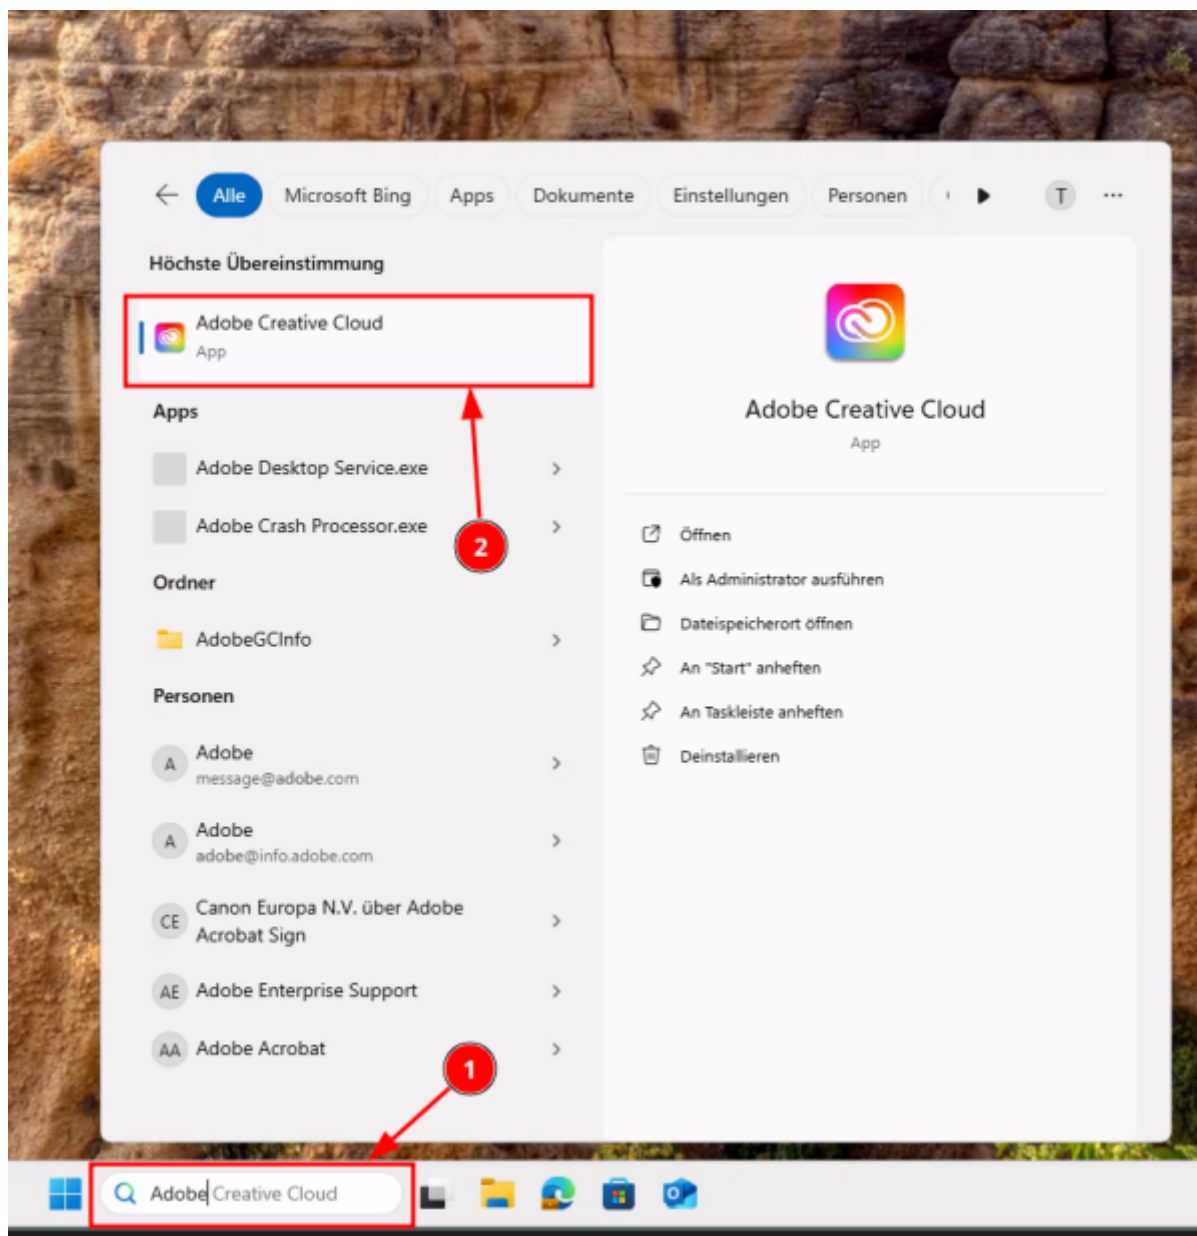 Alle
Microsoft Bing
Apps
Dokumente
Einstellungen
Personen
T
Höchste Übereinstimmung
Adobe Creative Cloud
App
Apps
Adobe Desktop Service.exe
Adobe Crash Processor.exe
2
Ordner
AdobeGCInfo
Personen
A
Adobe
message@adobe.com
A
Adobe
adobe@info.adobe.com
CE
Canon Europa N.V. über Adobe
Acrobat Sign
AE
Adobe Enterprise Support
AA
Adobe Acrobat
1
Adobe Creative Cloud
App
Öffnen
Als Administrator ausführen
Dateispeicherort öffnen
An "Start" anheften
An Taskleiste anheften
Deinstallieren
Adobe Creative Cloud